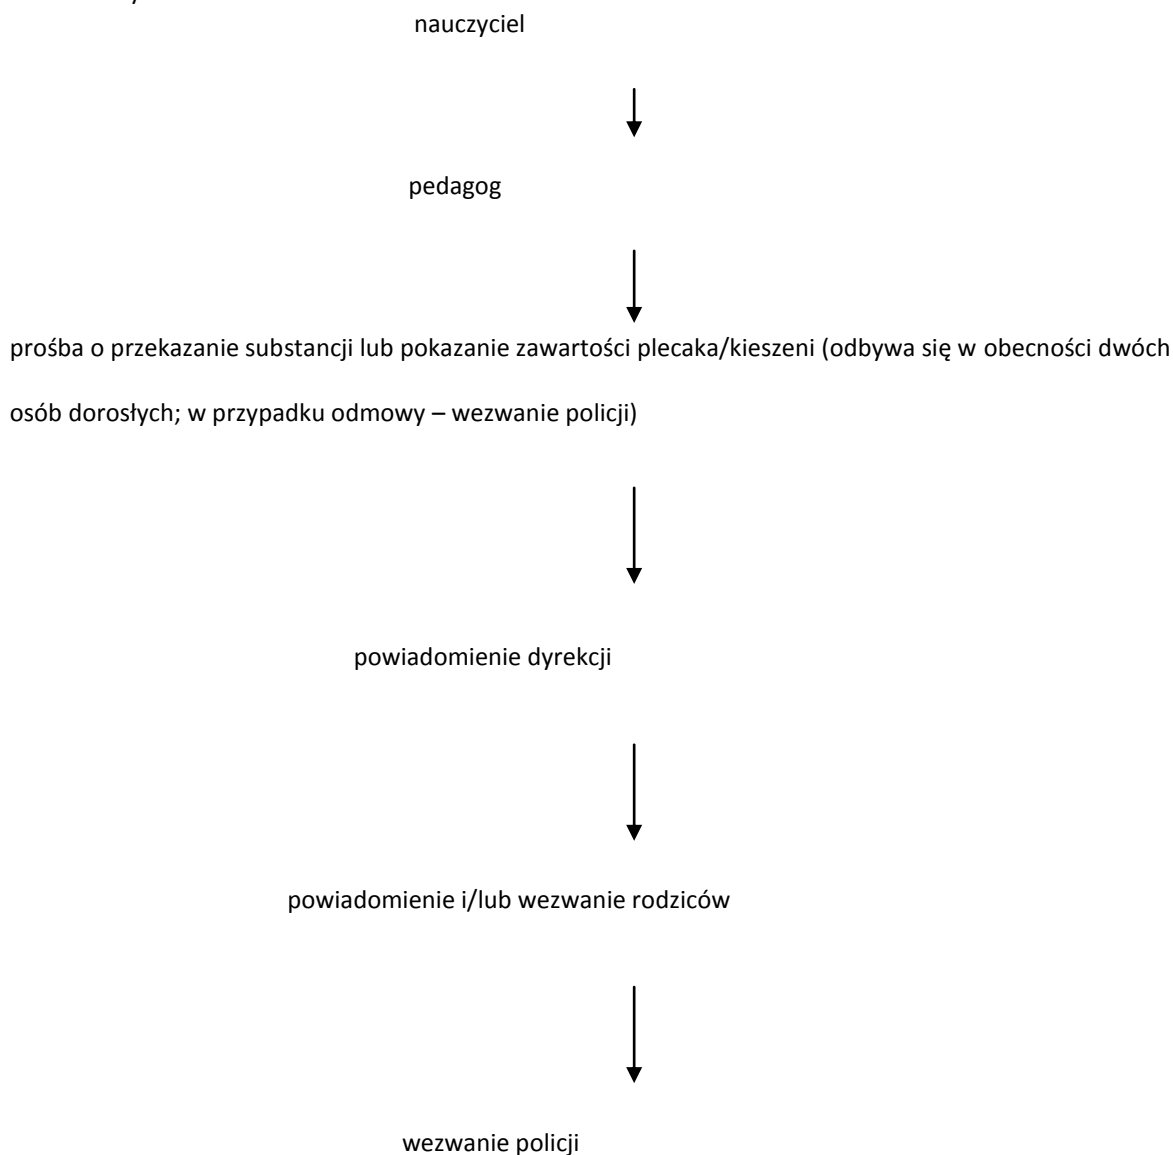 nauczyciel
pedagog
prośba o przekazanie substancji lub pokazanie zawartości plecaka/kieszeni (odbywa się w obecności dwóch
osób dorosłych; w przypadku odmowy – wezwanie policji)
powiadomienie dyrekcji
powiadomienie i/lub wezwanie rodziców
wezwanie policji